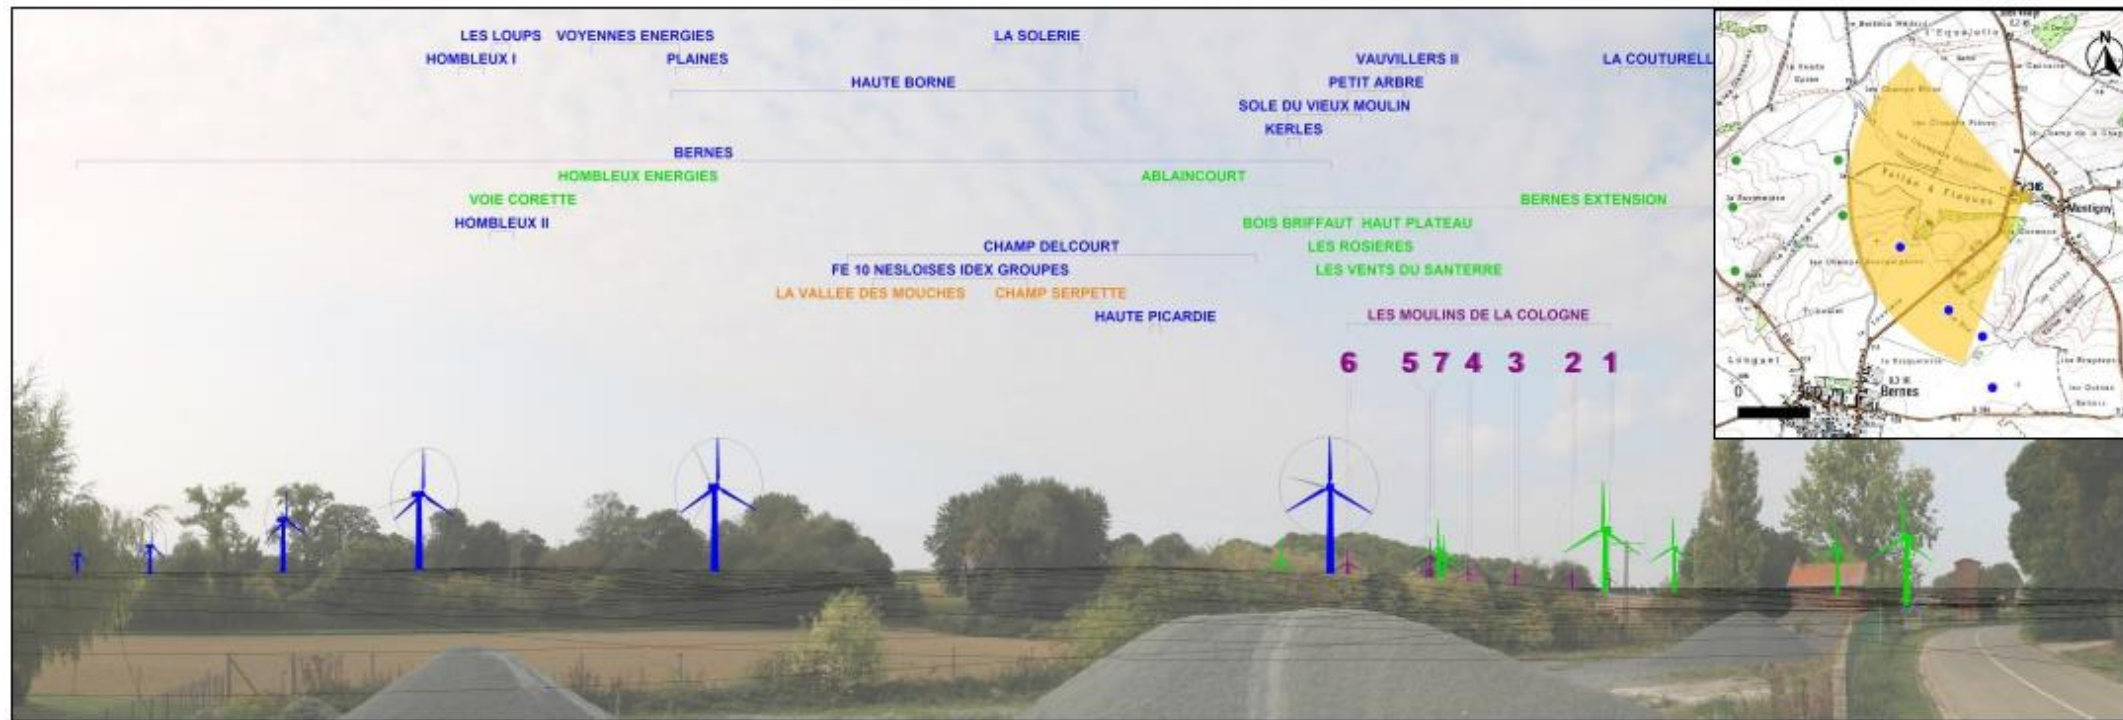 LES LOUPS VOYENNES ENERGIES LA SOLERIE
HOMBLEUX I PLAINES VAUVILLERS II LA COUTURELL
HAUTE BORNE PETIT ARBRE
SOLE DU VIEUX MOULIN
KERLES
BERNES
HOMBLEUX ENERGIES ABLAINCOURT
VOIE CORETTE BERNES EXTENSION
HOMBLEUX II BOIS BRIFFAUT HAUT PLATEAU
CHAMP DELCOURT LES ROSIERES
FE 10 NESLOISES IDEX GROUPES LES VENTS DU SANTERRE
LA VALLEE DES MOUCHES CHAMP SERPETTE
HAUTE PICARDIE LES MOULINS DE LA COLOGNE
6 5 7 4 3 2 1
N
Montigny
Bernes
0